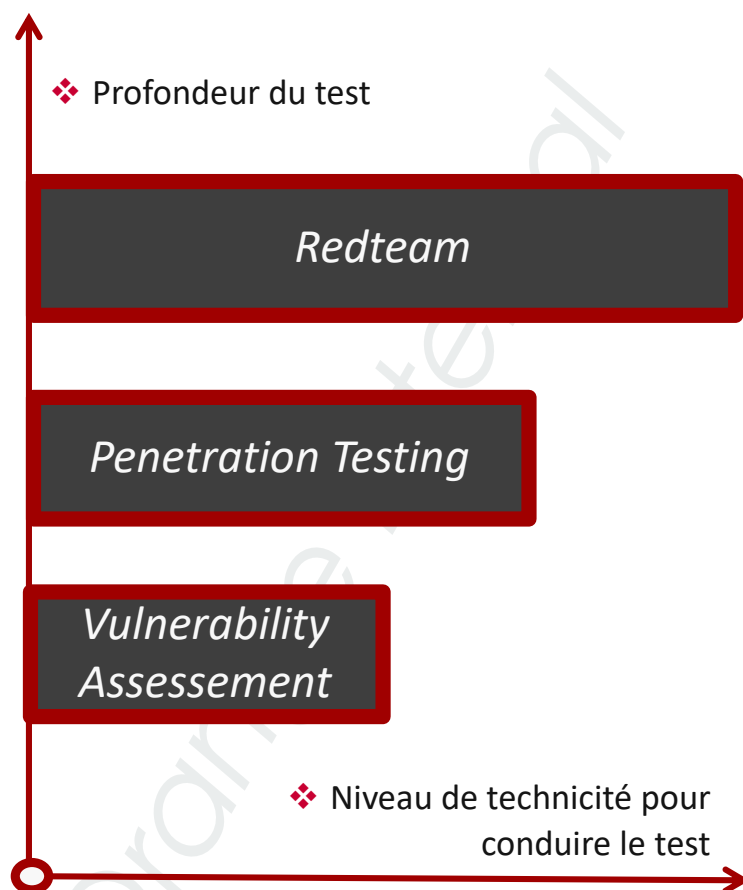 Profondeur du test
Redteam
Penetration Testing
Vulnerability
Assessement
Niveau de technicité pour
conduire le test